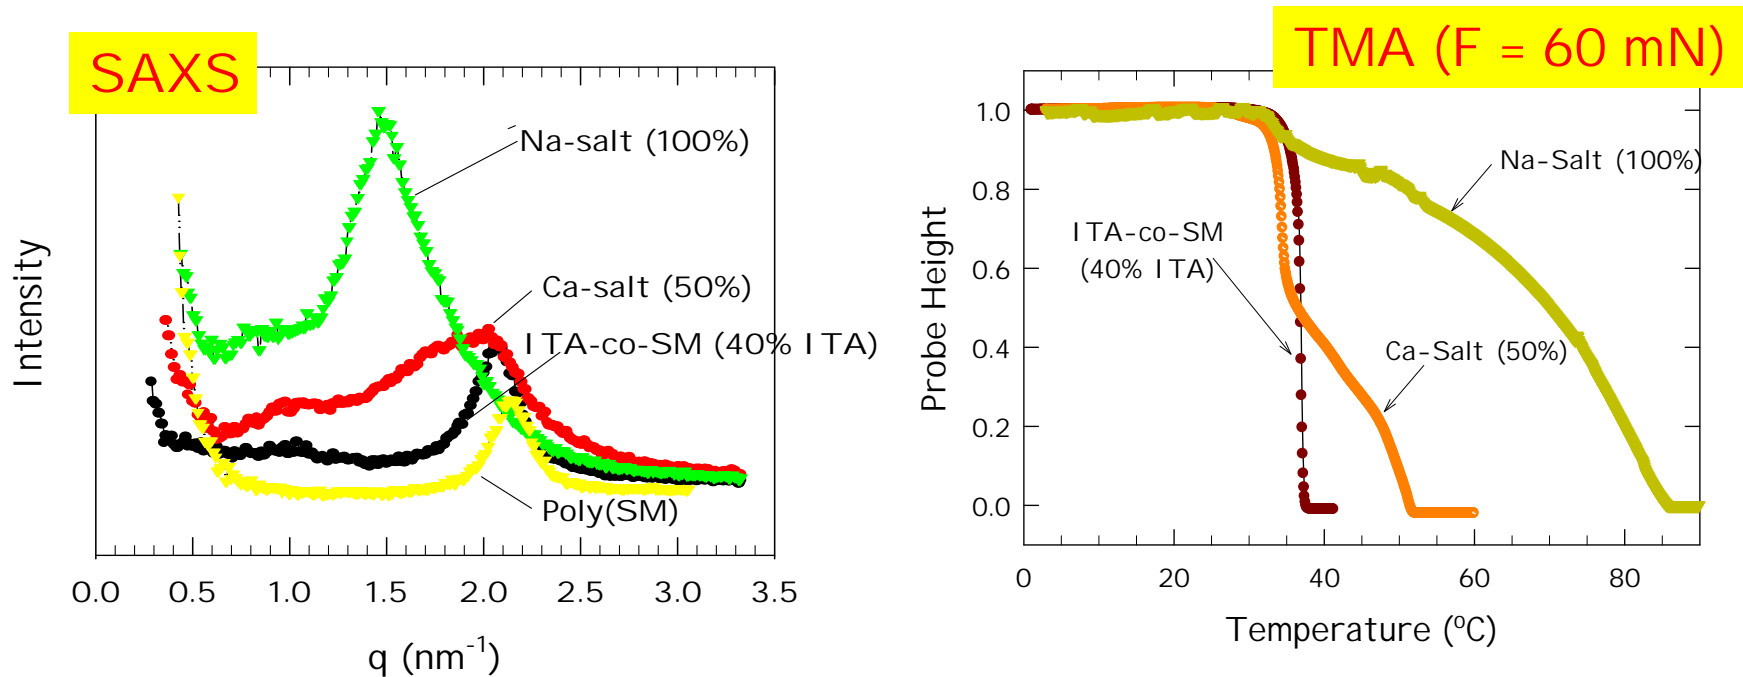 SAXS
Na-salt (100%)
Ca-salt (50%)
ITA-co-SM (40% ITA)
Poly(SM)
Intensity
0.0 0.5 1.0 1.5 2.0 2.5 3.0 3.5
q (nm⁻¹)
TMA (F = 60 mN)
1.0
0.8
0.6
0.4
0.2
0.0
Probe Height
Na-Salt (100%)
ITA-co-SM
(40% ITA)
Ca-Salt (50%)
0 20 40 60 80
Temperature (ºC)